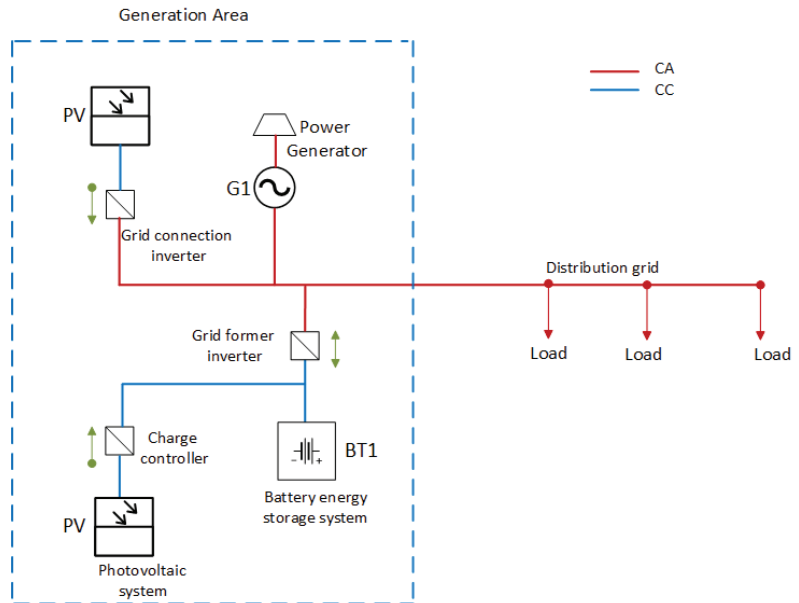 Generation Area
CA
CC
PV
Power
Generator
G1
Grid connection
inverter
Distribution grid
Load
Load
Load
Grid former
inverter
Charge
controller
- +
BT1
Battery energy
storage system
PV
Photovoltaic
system